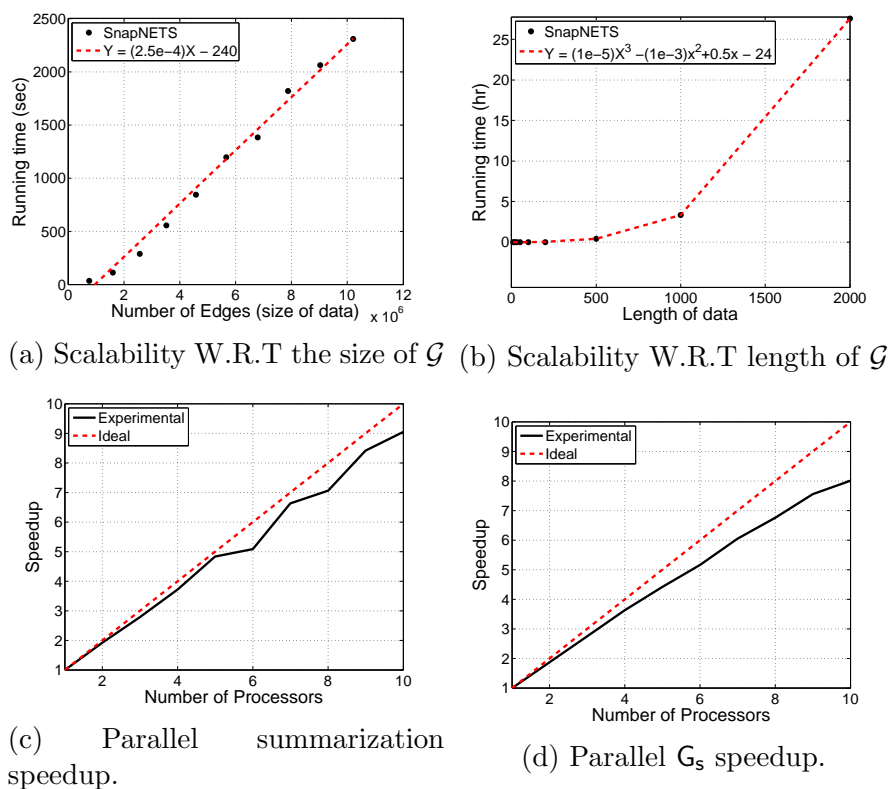 2500
2000
1500
1000
500
0
Running time (sec)
SnapNETS
Y = (2.5e−4)X − 240
0 2 4 6 8 10 12
Number of Edges (size of data)
x 10^6
(a) Scalability W.R.T the size of 𝒢
25
20
15
10
5
0
Running time (hr)
SnapNETS
Y = (1e−5)X^3 −(1e−3)x^2+0.5x − 24
0 500 1000 1500 2000
Length of data
(b) Scalability W.R.T length of 𝒢
10
9
8
7
6
5
4
3
2
1
Speedup
Experimental
Ideal
2 4 6 8 10
Number of Processors
(c) Parallel summarization
speedup.
10
9
8
7
6
5
4
3
2
1
Speedup
Experimental
Ideal
2 4 6 8 10
Number of Processors
(d) Parallel G_s speedup.